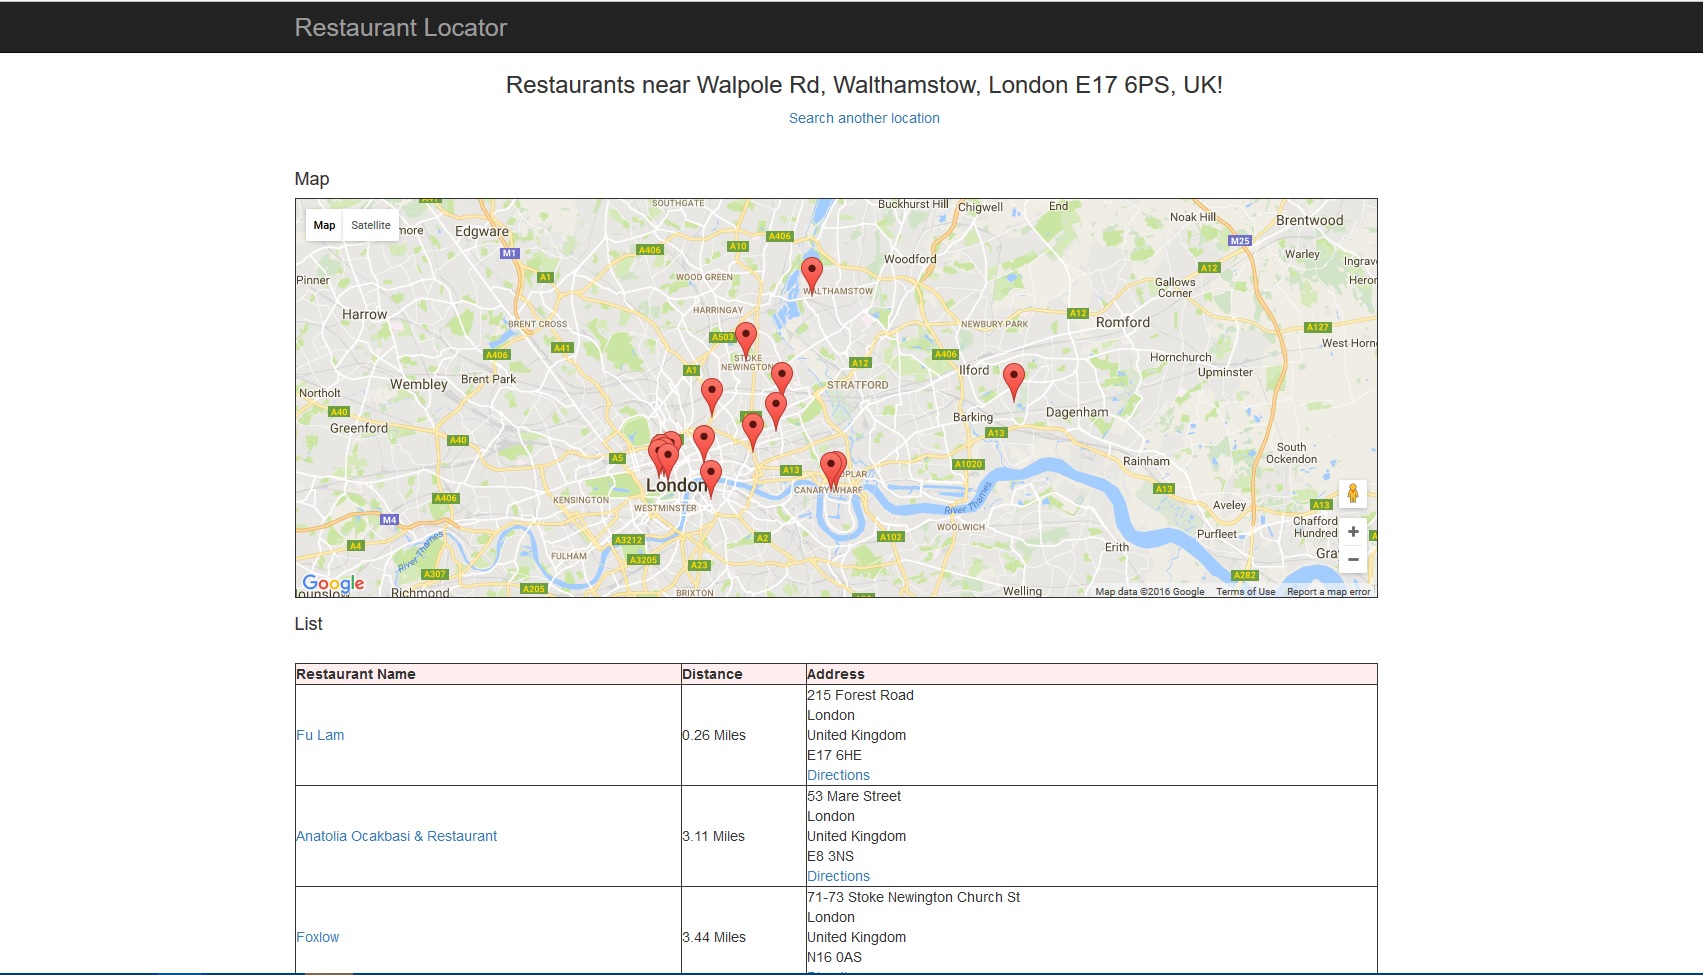 Restaurant Locator
Restaurants near Walpole Rd, Walthamstow, London E17 6PS, UK!
Search another location
Map
Map Satellite
more
Edgware
SOUTHGATE
Buckhurst Hill
Chigwell
End
Noak Hill
Brentwood
A406
A10
A406
M1
M25
Warley
Woodford
Ingrav
Pinner
A1
WOOD GREEN
WALTHAMSTOW
A12
Gallows
Corner
Heron
Harrow
HARRINGAY
BRENT CROSS
NEWBURY PARK
A12
Romford
A127
A503
A406
A41
STOKE
NEWINGTON
A12
A406
West Horn
Hornchurch
Upminster
Wembley
Brent Park
A1
Ilford
STRATFORD
Northolt
A40
Greenford
A40
Barking
Dagenham
A13
A5
A13
A1020
Rainham
South
Ockendon
London
POPLAR
CANARY WHARF
KENSINGTON
WESTMINSTER
A406
M4
River Thames
A13
Aveley
A13
WOOLWICH
Chafford
Hundred
Purfleet
A4
River Thames
A3212
A2
A102
FULHAM
A3205
A23
Erith
Gra
A307
A205
A282
Google
Hounslow
Richmond
BRIXTON
Welling
Map data ©2016 Google
Terms of Use
Report a map error
List
Restaurant Name Distance Address
215 Forest Road
London
Fu Lam 0.26 Miles United Kingdom
E17 6HE
Directions
53 Mare Street
London
Anatolia Ocakbasi & Restaurant 3.11 Miles United Kingdom
E8 3NS
Directions
71-73 Stoke Newington Church St
London
Foxlow 3.44 Miles United Kingdom
N16 0AS